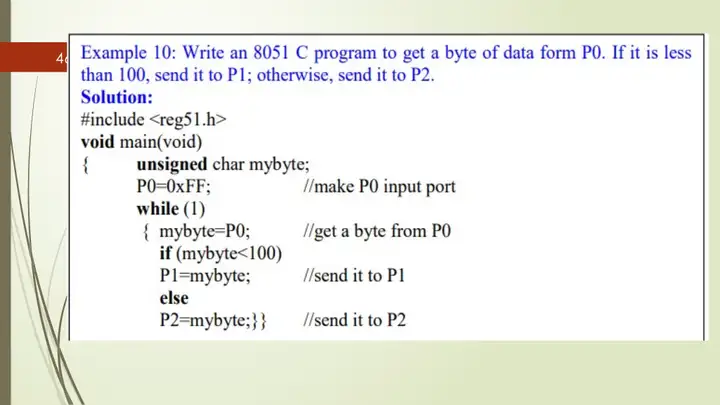 46
Example 10: Write an 8051 C program to get a byte of data form P0. If it is less
than 100, send it to P1; otherwise, send it to P2.
Solution:
#include <reg51.h>
void main(void)
{ unsigned char mybyte;
P0=0xFF; //make P0 input port
while (1)
{ mybyte=P0; //get a byte from P0
if (mybyte<100)
P1=mybyte; //send it to P1
else
P2=mybyte;}} //send it to P2